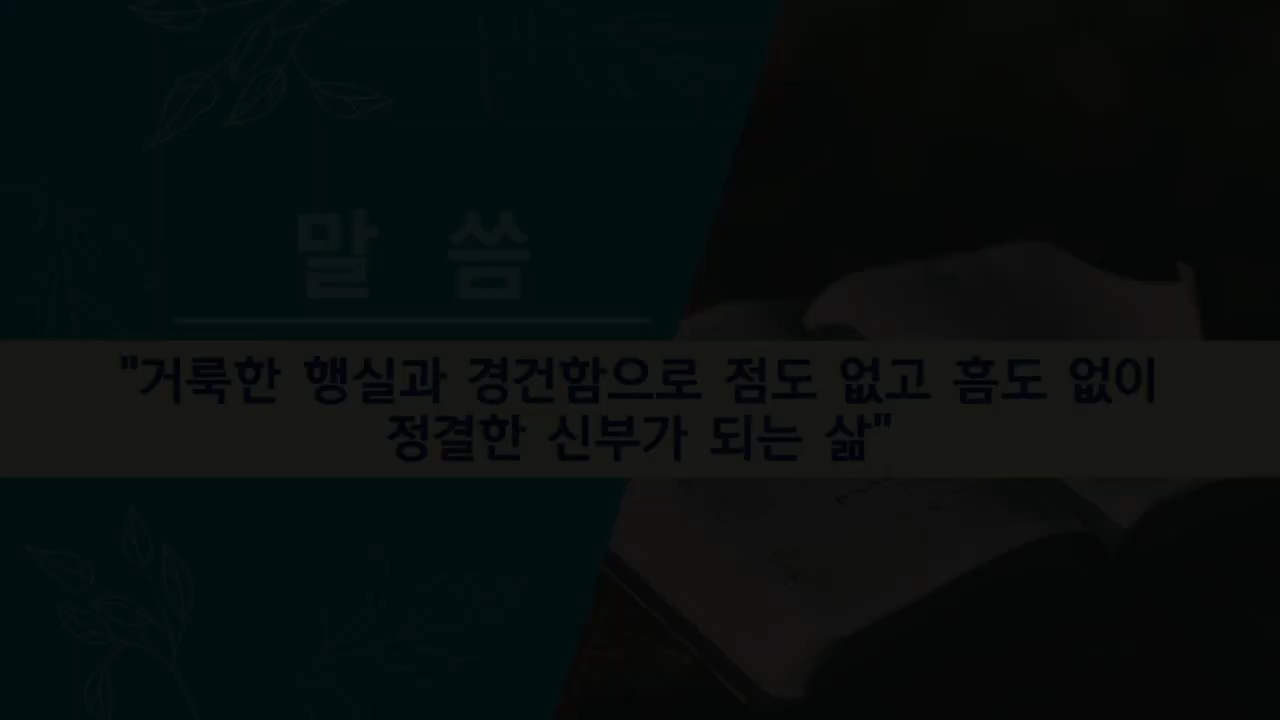 말 씀
"거룩한 행실과 경건함으로 점도 없고 흠도 없이
정결한 신부가 되는 삶"